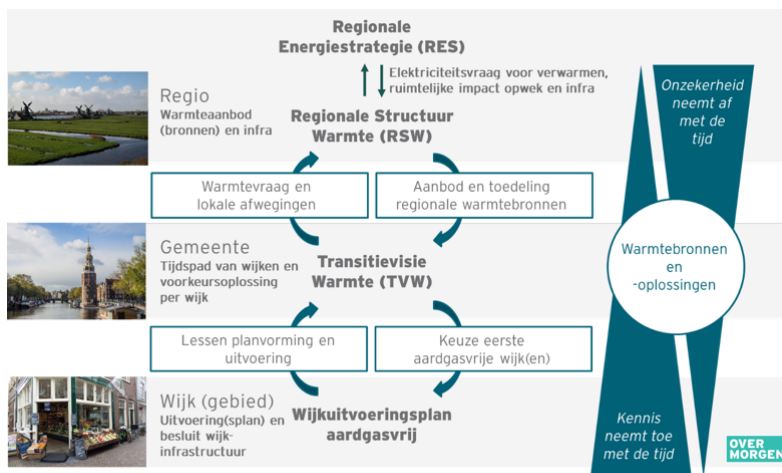 Regionale
Energiestrategie (RES)
Elektriciteitsvraag voor verwarmen,
ruimtelijke impact opwek en infra
Regio
Warmteaanbod
(bronnen) en infra
Regionale Structuur
Warmte (RSW)
Onzekerheid
neemt af
met de
tijd
Warmtevraag en
lokale afwegingen
Aanbod en toedeling
regionale warmtebronnen
Gemeente
Tijdspad van wijken en
voorkeursoplossing
per wijk
Transitievisie
Warmte (TVW)
Warmtebronnen
en
-oplossingen
Lessen planvorming en
uitvoering
Keuze eerste
aardgasvrije wijk(en)
Wijk (gebied)
Uitvoering(splan) en
besluit wijk-
infrastructuur
Wijkuitvoeringsplan
aardgasvrij
Kennis
neemt toe
met de tijd
OVER
MORGEN